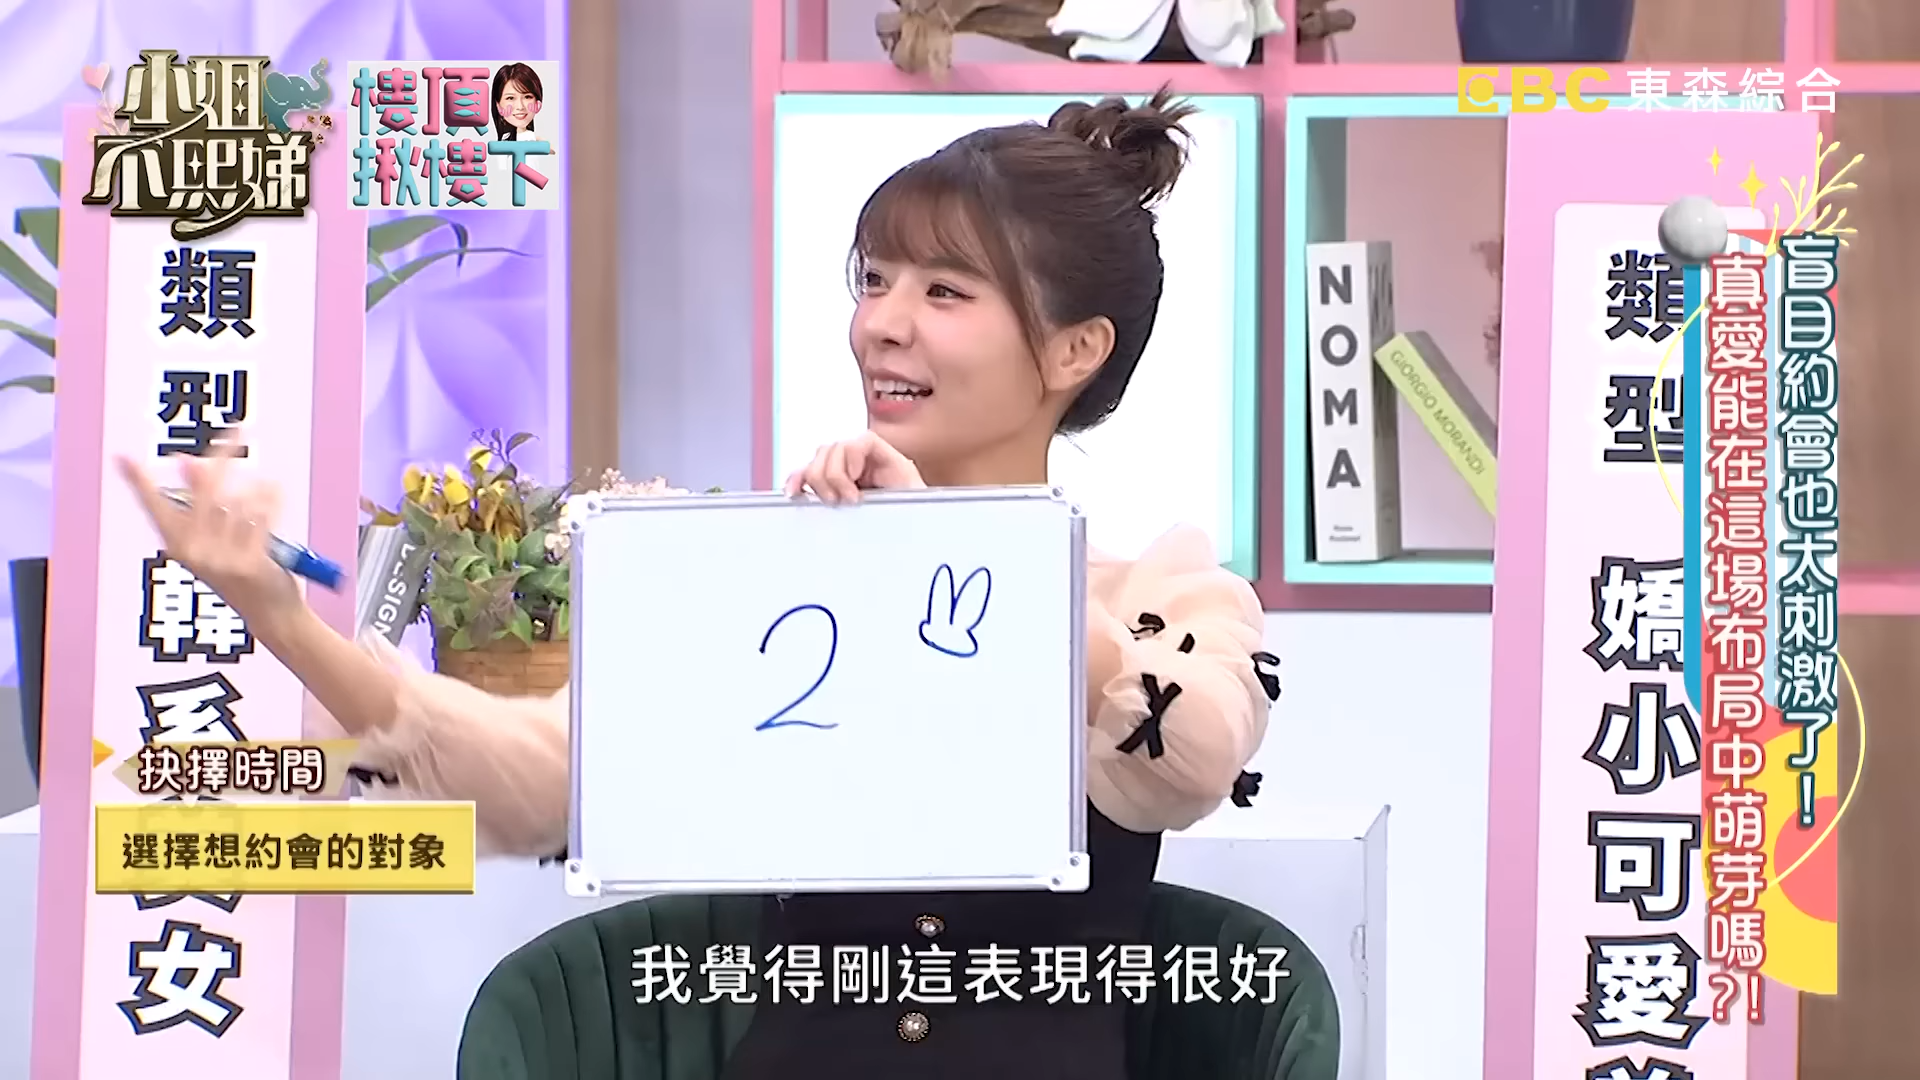 小姐
不熙娣
樓頂
揪樓下
EBC 東森綜合
盲目約會也太刺激了!
真愛能在這場布局中萌芽嗎?!
類型
韓系
女
類型
嬌小可愛
NOMA
GIORGIO MORANDI
DESIGN
2
抉擇時間
選擇想約會的對象
我覺得剛這表現得很好